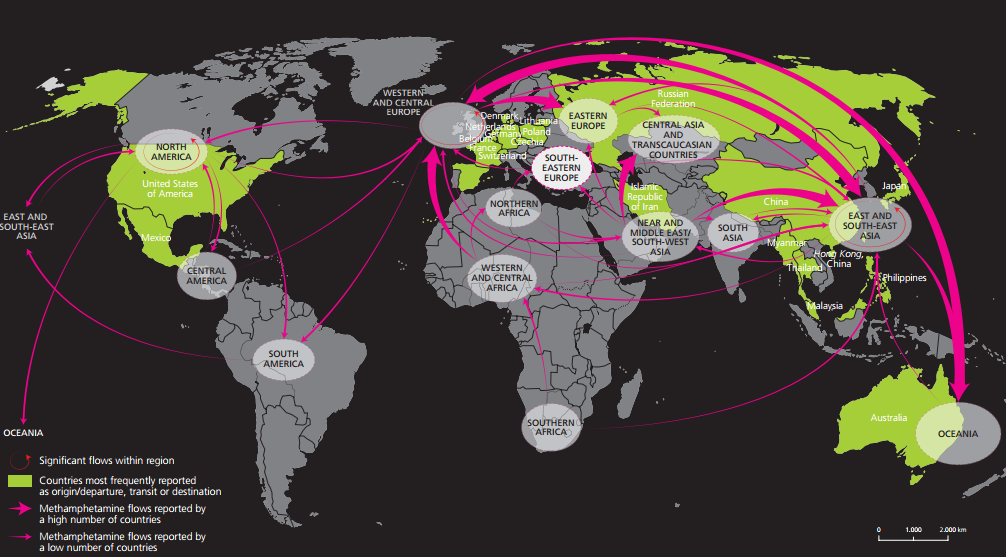 WESTERN
AND CENTRAL
EUROPE
Denmark
Netherlands
Lithuania
Germany
Poland
Belgium
Czechia
France
Switzerland
EASTERN
EUROPE
Russian
Federation
CENTRAL ASIA
AND
TRANSCAUCASIAN
COUNTRIES
SOUTH-
EASTERN
EUROPE
NORTH
AMERICA
United States
of America
Mexico
EAST AND
SOUTH-EAST
ASIA
CENTRAL
AMERICA
SOUTH
AMERICA
OCEANIA
NORTHERN
AFRICA
WESTERN
AND CENTRAL
AFRICA
SOUTHERN
AFRICA
Islamic
Republic
of Iran
NEAR AND
MIDDLE EAST/
SOUTH-WEST
ASIA
SOUTH
ASIA
China
Japan
EAST AND
SOUTH-EAST
ASIA
Myanmar
Hong Kong,
China
Thailand
Philippines
Malaysia
Australia
OCEANIA
Significant flows within region
Countries most frequently reported
as origin/departure, transit or destination
Methamphetamine flows reported by
a high number of countries
Methamphetamine flows reported by
a low number of countries
0 1.000 2.000 km